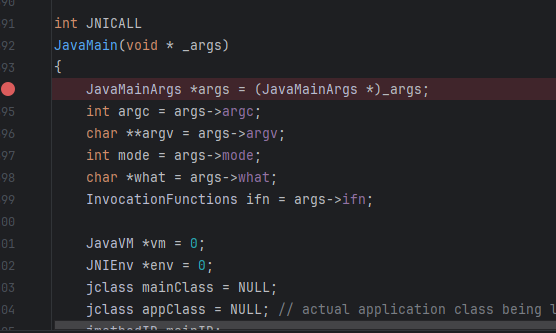 90
91 int JNICALL
92 JavaMain(void * _args)
93 {
JavaMainArgs *args = (JavaMainArgs *)_args;
95 int argc = args->argc;
96 char **argv = args->argv;
97 int mode = args->mode;
98 char *what = args->what;
99 InvocationFunctions ifn = args->ifn;
00
01 JavaVM *vm = 0;
02 JNIEnv *env = 0;
03 jclass mainClass = NULL;
04 jclass appClass = NULL; // actual application class being l